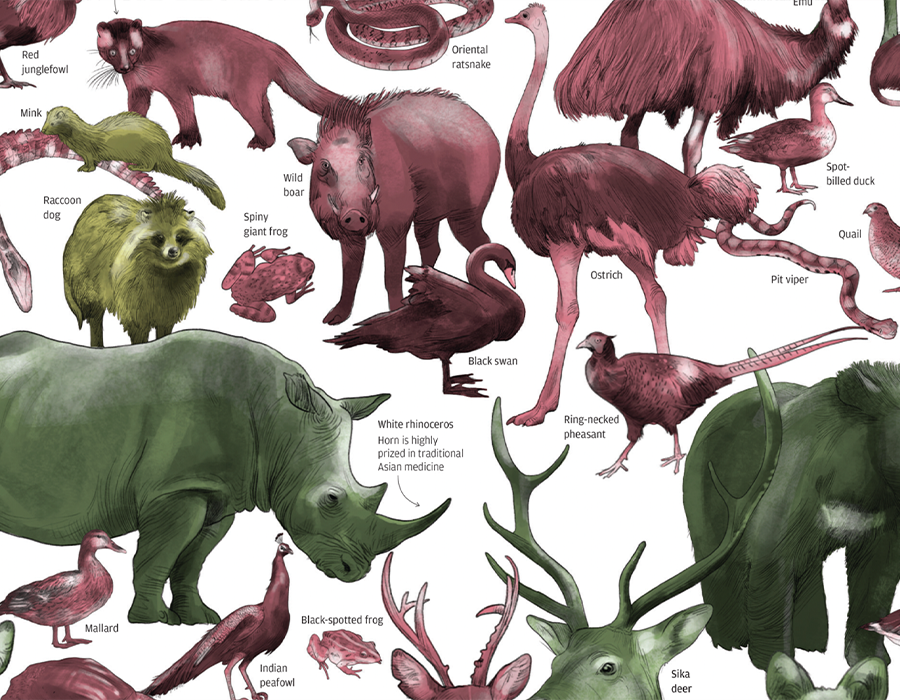 Emu
Red
junglefowl
Oriental
ratsnake
Mink
Spot-
billed duck
Wild
boar
Raccoon
dog
Spiny
giant frog
Quail
Ostrich
Pit viper
Black swan
Ring-necked
pheasant
White rhinoceros
Horn is highly
prized in traditional
Asian medicine
Mallard
Black-spotted frog
Indian
peafowl
Sika
deer